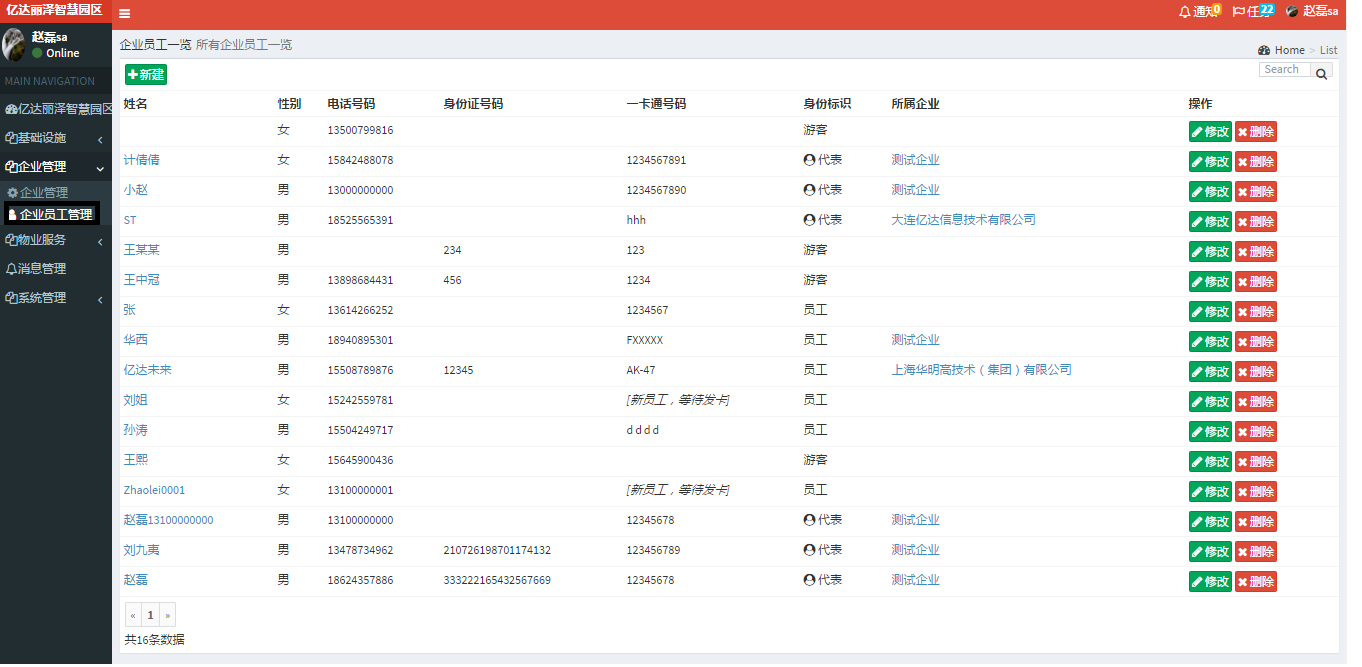 亿达丽泽智慧园区
通知 0 任务 22 赵磊sa
赵磊sa
Online
MAIN NAVIGATION
亿达丽泽智慧园区
基础设施
企业管理
企业管理
企业员工管理
物业服务
消息管理
系统管理
企业员工一览 所有企业员工一览
Home > List
新建
Search
姓名 性别 电话号码 身份证号码 一卡通号码 身份标识 所属企业 操作
女 13500799816 游客 修改 删除
计倩倩 女 15842488078 1234567891 代表 测试企业 修改 删除
小赵 男 13000000000 1234567890 代表 测试企业 修改 删除
ST 男 18525565391 hhh 代表 大连亿达信息技术有限公司 修改 删除
王某某 男 234 123 游客 修改 删除
王中冠 男 13898684431 456 1234 游客 修改 删除
张 女 13614266252 1234567 员工 修改 删除
华西 男 18940895301 FXXXXX 员工 测试企业 修改 删除
亿达未来 男 15508789876 12345 AK-47 员工 上海华明高技术（集团）有限公司 修改 删除
刘姐 女 15242559781 [新员工，等待发卡] 员工 修改 删除
孙涛 男 15504249717 d d d d 员工 修改 删除
王熙 女 15645900436 游客 修改 删除
Zhaolei0001 女 13100000001 [新员工，等待发卡] 员工 修改 删除
赵磊13100000000 男 13100000000 12345678 代表 测试企业 修改 删除
刘九夷 男 13478734962 210726198701174132 123456789 代表 测试企业 修改 删除
赵磊 男 18624357886 333222165432567669 12345678 代表 测试企业 修改 删除
« 1 »
共16条数据